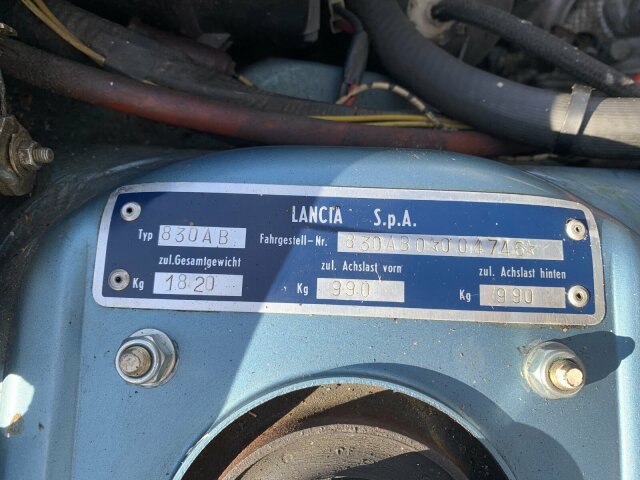 LANCIA S.p.A.
Typ 830AB Fahrgestell-Nr.
zul.Gesamtgewicht zul. Achslast vorn zul. Achslast hinten
Kg 1820 Kg 990 Kg 990